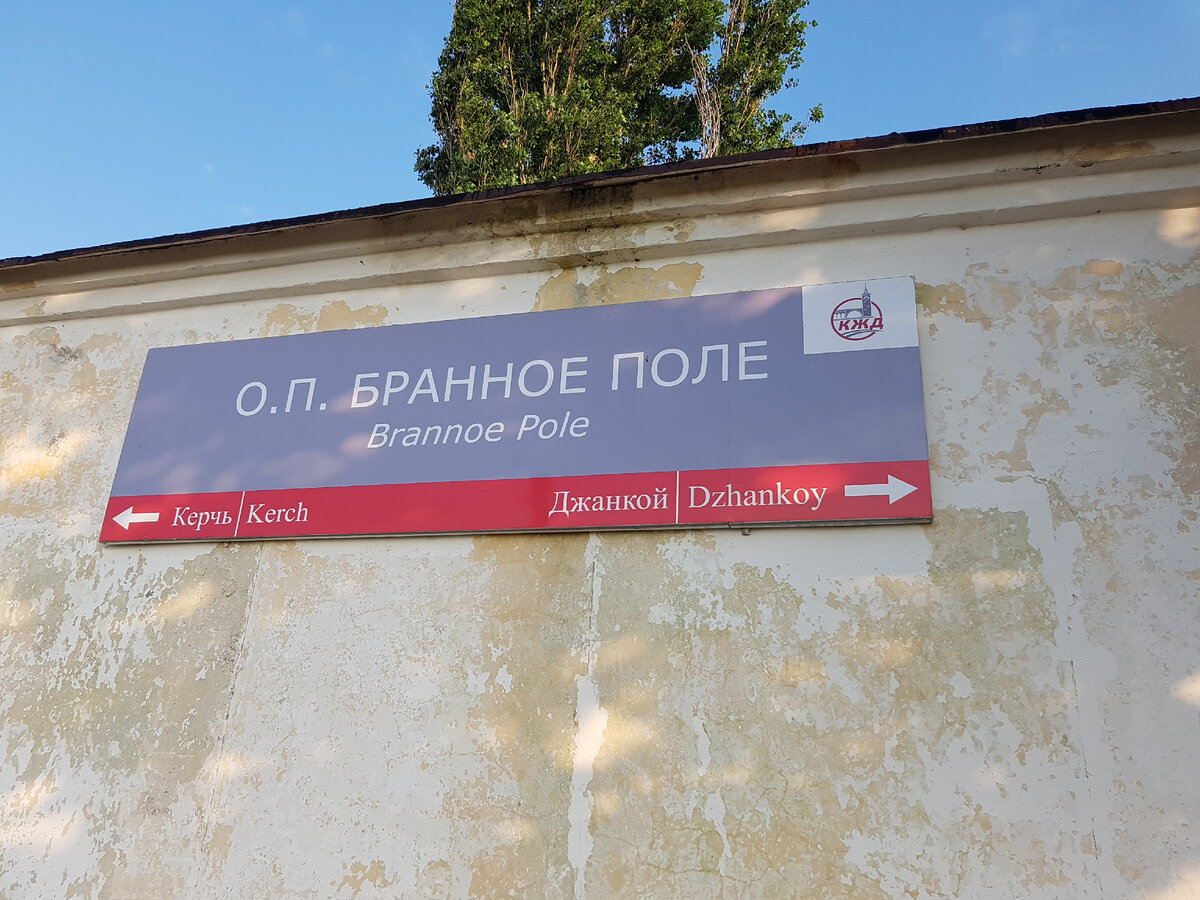 КЖД
О.П. БРАННОЕ ПОЛЕ
Brannoe Pole
Керчь Kerch Джанкой Dzhankoy